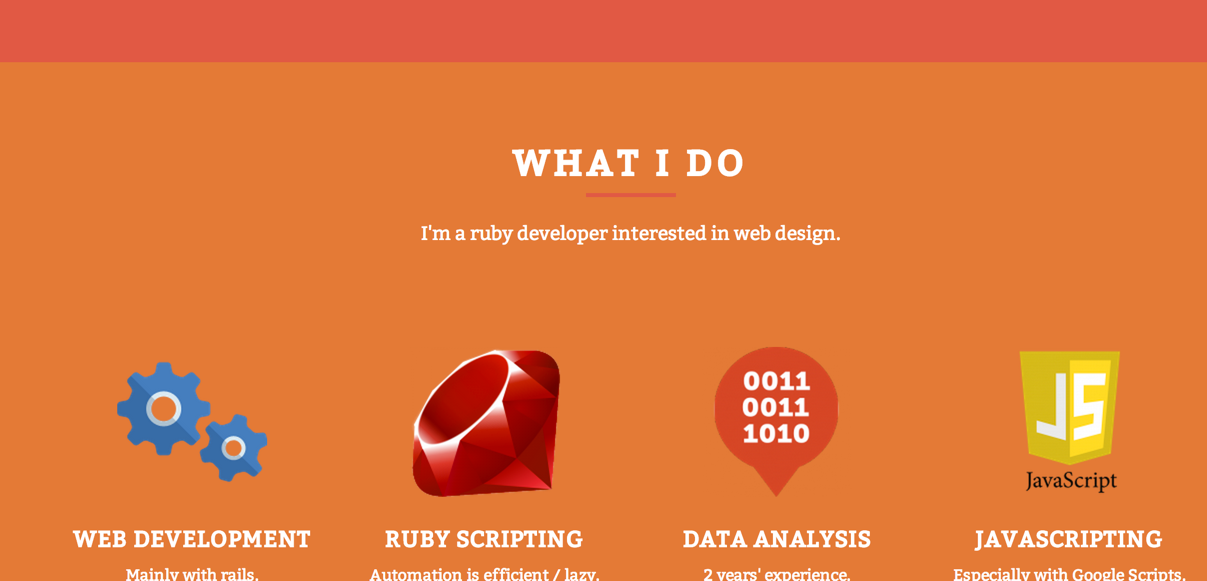 WHAT I DO
I'm a ruby developer interested in web design.
0011
0011
1010
JS
JavaScript
WEB DEVELOPMENT
RUBY SCRIPTING
DATA ANALYSIS
JAVASCRIPTING
Mainly with rails.
Automation is efficient / lazy.
2 years' experience.
Especially with Google Scripts.